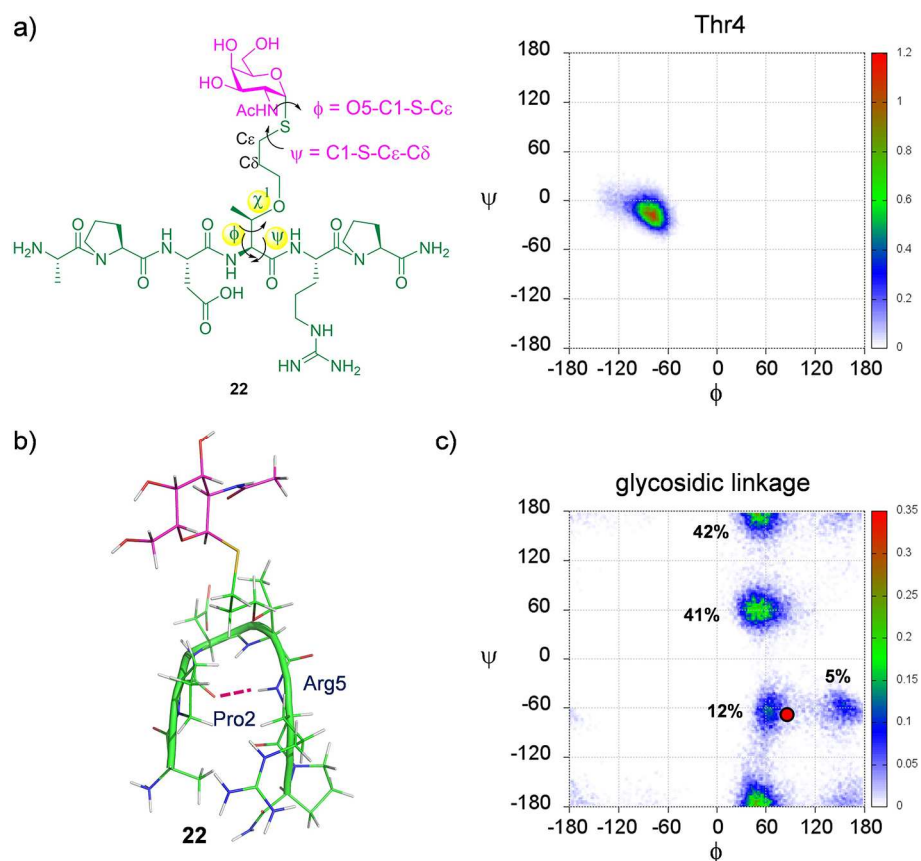 a)
HO OH
O
HO
AcHN
ϕ = O5-C1-S-Cε
S
Cε
ψ = C1-S-Cε-Cδ
Cδ
χ1 O
ϕ ψ
H2N O N O H N O N H O H N O N O NH2
OH
O
NH
HN NH2
22
Thr4
180
120
60
ψ 0
-60
-120
-180
-180 -120 -60 0 60 120 180
ϕ
1.2
1
0.8
0.6
0.4
0.2
0
b)
Arg5
Pro2
22
c)
glycosidic linkage
180
42%
120
60
41%
ψ 0
5%
-60
12%
-120
-180
-180 -120 -60 0 60 120 180
ϕ
0.35
0.3
0.25
0.2
0.15
0.1
0.05
0